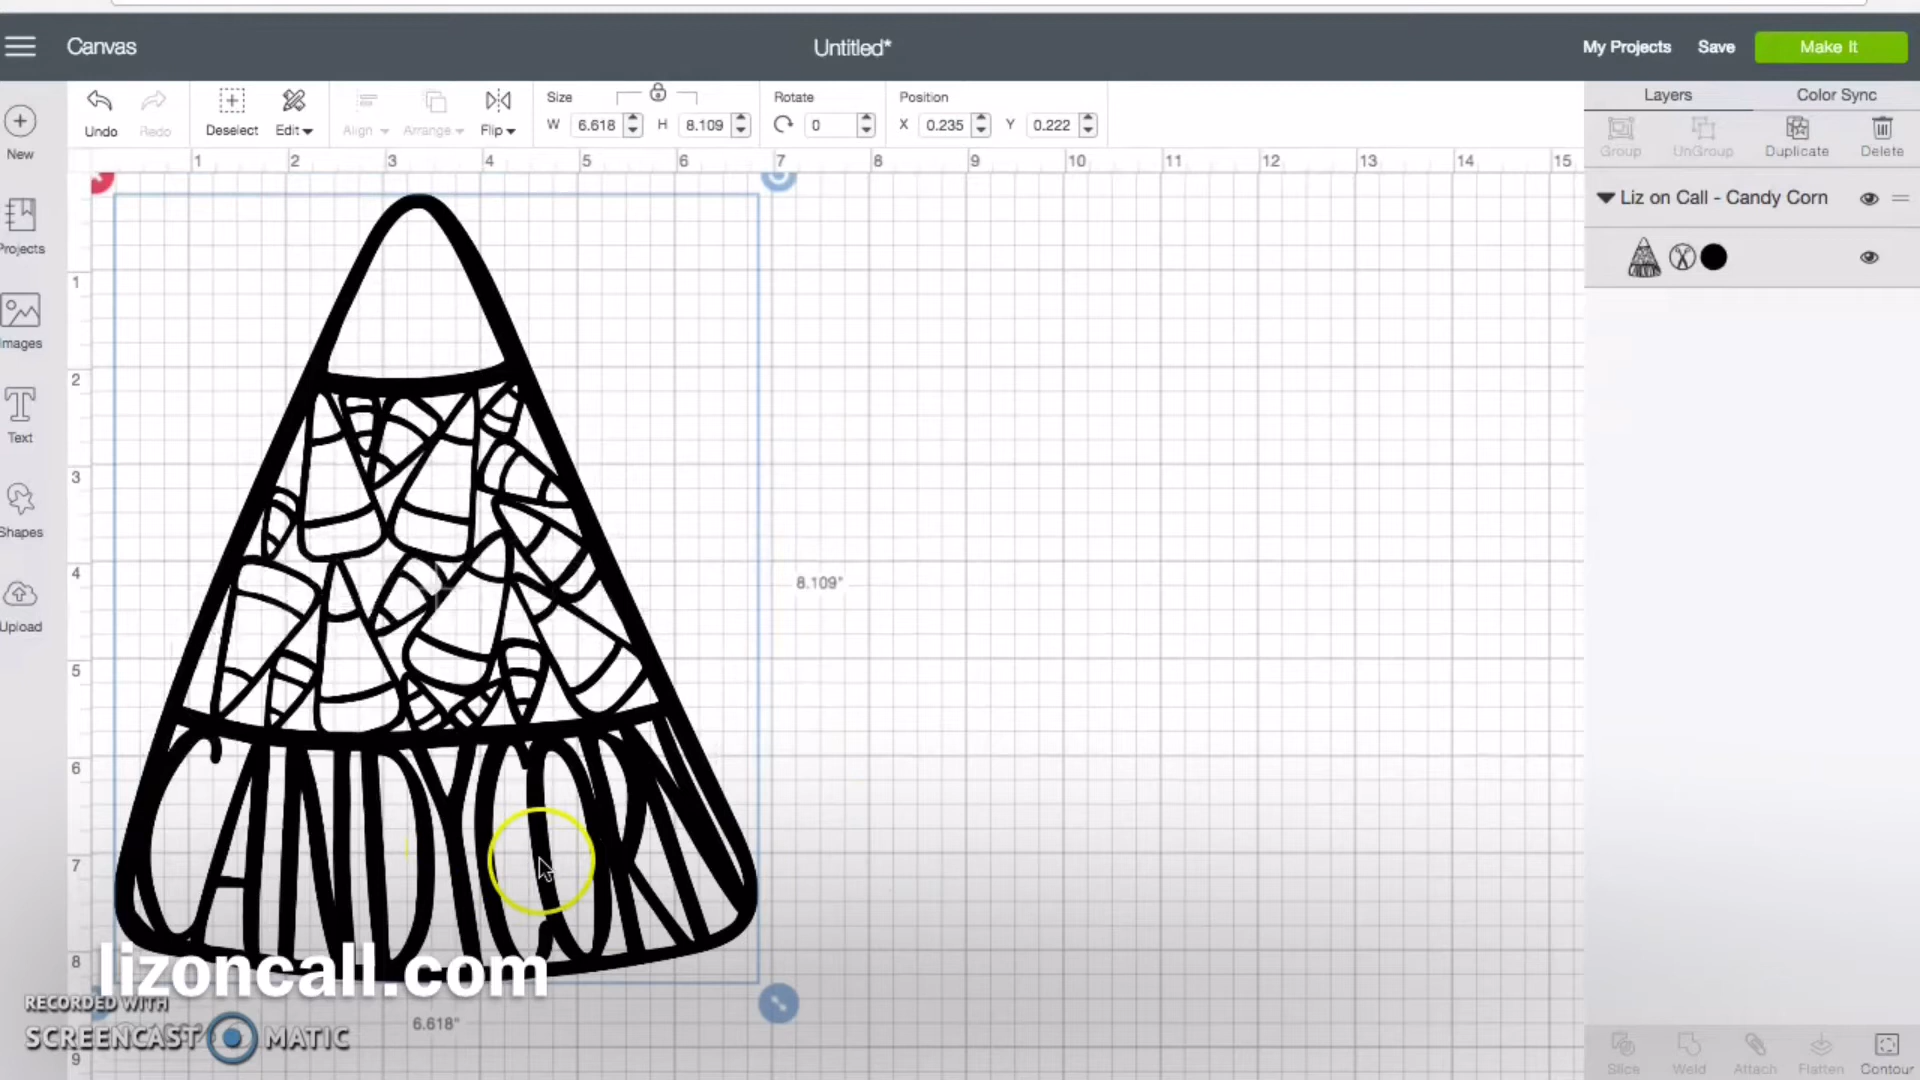 Canvas
Untitled*
My Projects
Save
Make It
Undo
Redo
Deselect
Edit
Align
Arrange
Flip
Size
W 6.618
H 8.109
Rotate
0
Position
X 0.235
Y 0.222
Layers
Color Sync
Group
UnGroup
Duplicate
Delete
New
Projects
Images
Text
Shapes
Upload
1 2 3 4 5 6 7 8 9 10 11 12 13 14 15
1
2
3
4
5
6
7
8
9
Liz on Call - Candy Corn
8.109"
CANDY CORN
lizoncall.com
6.618"
RECORDED WITH
SCREENCAST MATIC
Slice
Weld
Attach
Flatten
Contour